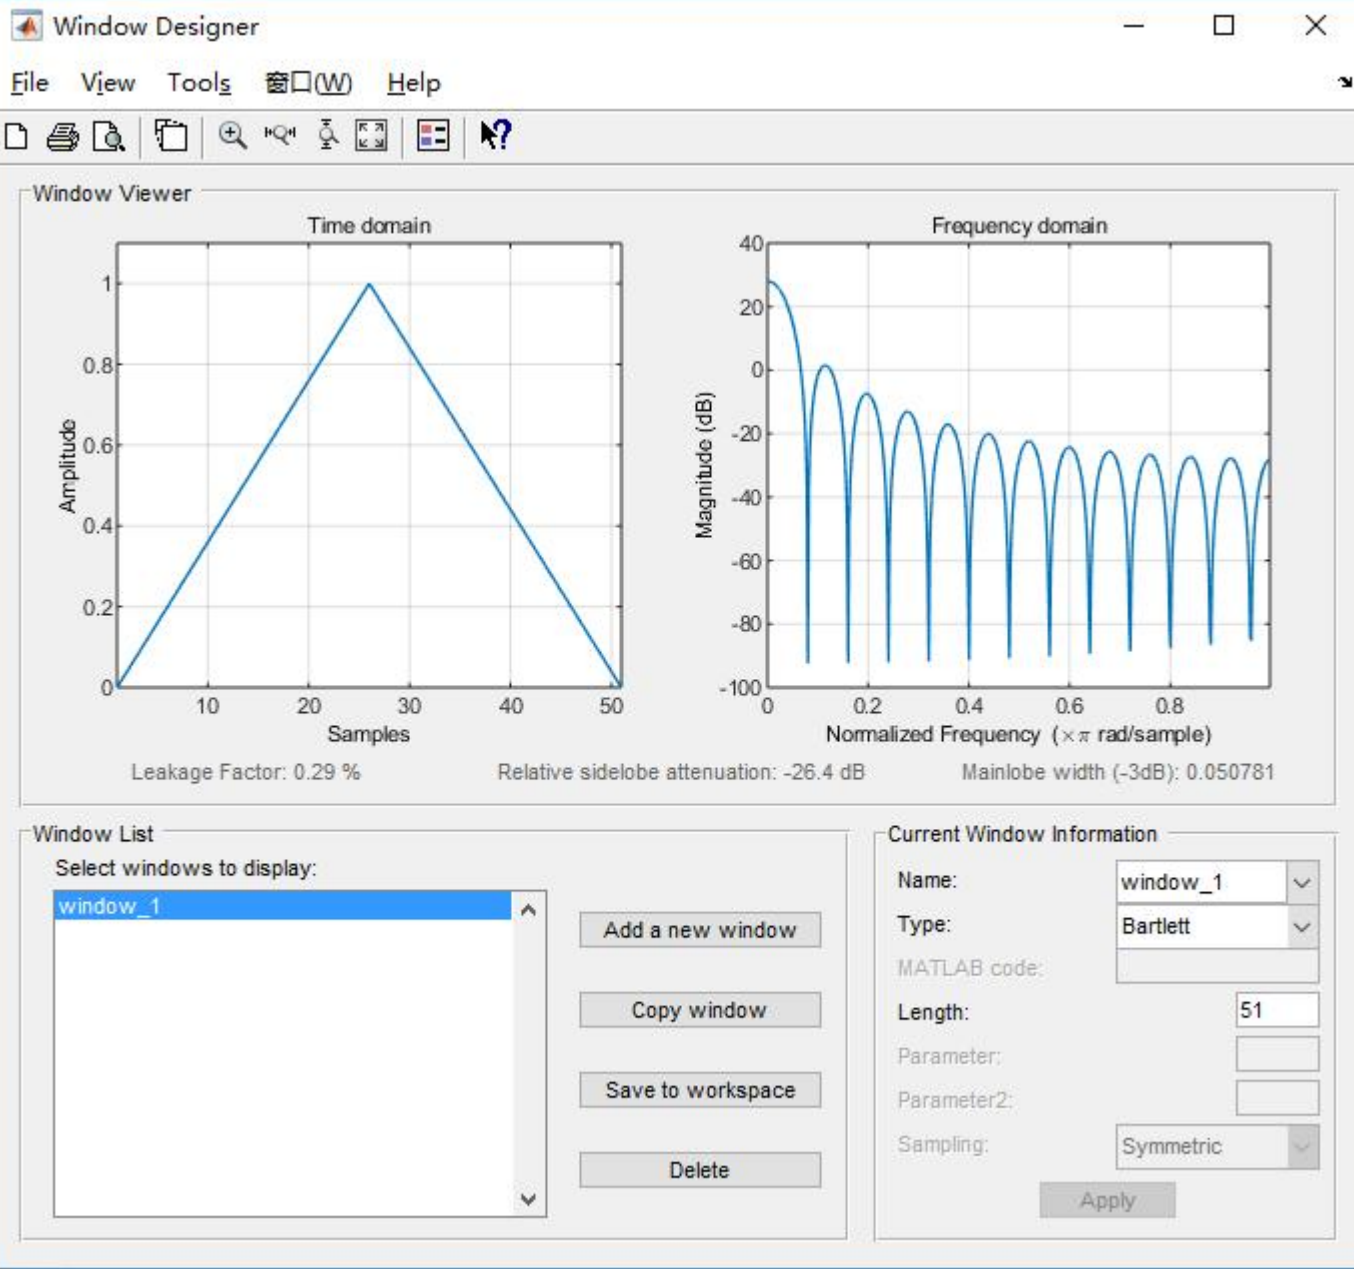 Window Designer
File View Tools 窗口(W) Help
Window Viewer
Time domain
1
0.8
0.6
0.4
0.2
0
Amplitude
10 20 30 40 50
Samples
Frequency domain
40
20
0
-20
-40
-60
-80
-100
Magnitude (dB)
0 0.2 0.4 0.6 0.8
Normalized Frequency (×π rad/sample)
Leakage Factor: 0.29 % Relative sidelobe attenuation: -26.4 dB Mainlobe width (-3dB): 0.050781
Window List
Select windows to display:
window_1
Add a new window
Copy window
Save to workspace
Delete
Current Window Information
Name: window_1
Type: Bartlett
MATLAB code:
Length: 51
Parameter:
Parameter2:
Sampling: Symmetric
Apply